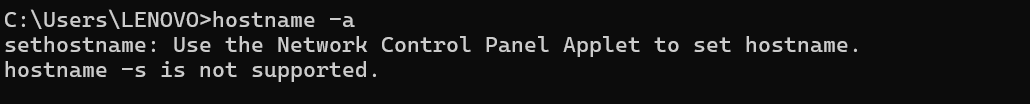 C:\Users\LENOVO>hostname -a
sethostname: Use the Network Control Panel Applet to set hostname.
hostname -s is not supported.